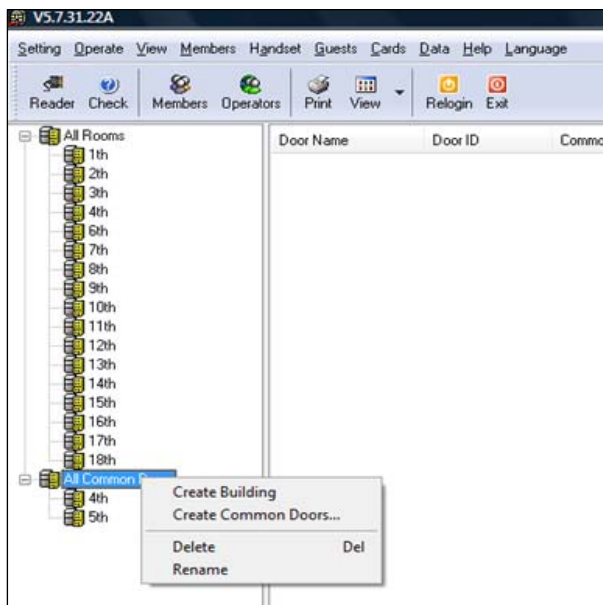 V5.7.31.22A
Setting Operate View Members Handset Guests Cards Data Help Language
Reader Check Members Operators Print View Relogin Exit
All Rooms
Door Name Door ID
1th
2th
3th
4th
6th
7th
8th
9th
10th
11th
12th
13th
14th
15th
16th
17th
18th
All Common
4th
5th
Create Building
Create Common Doors...
Delete Del
Rename